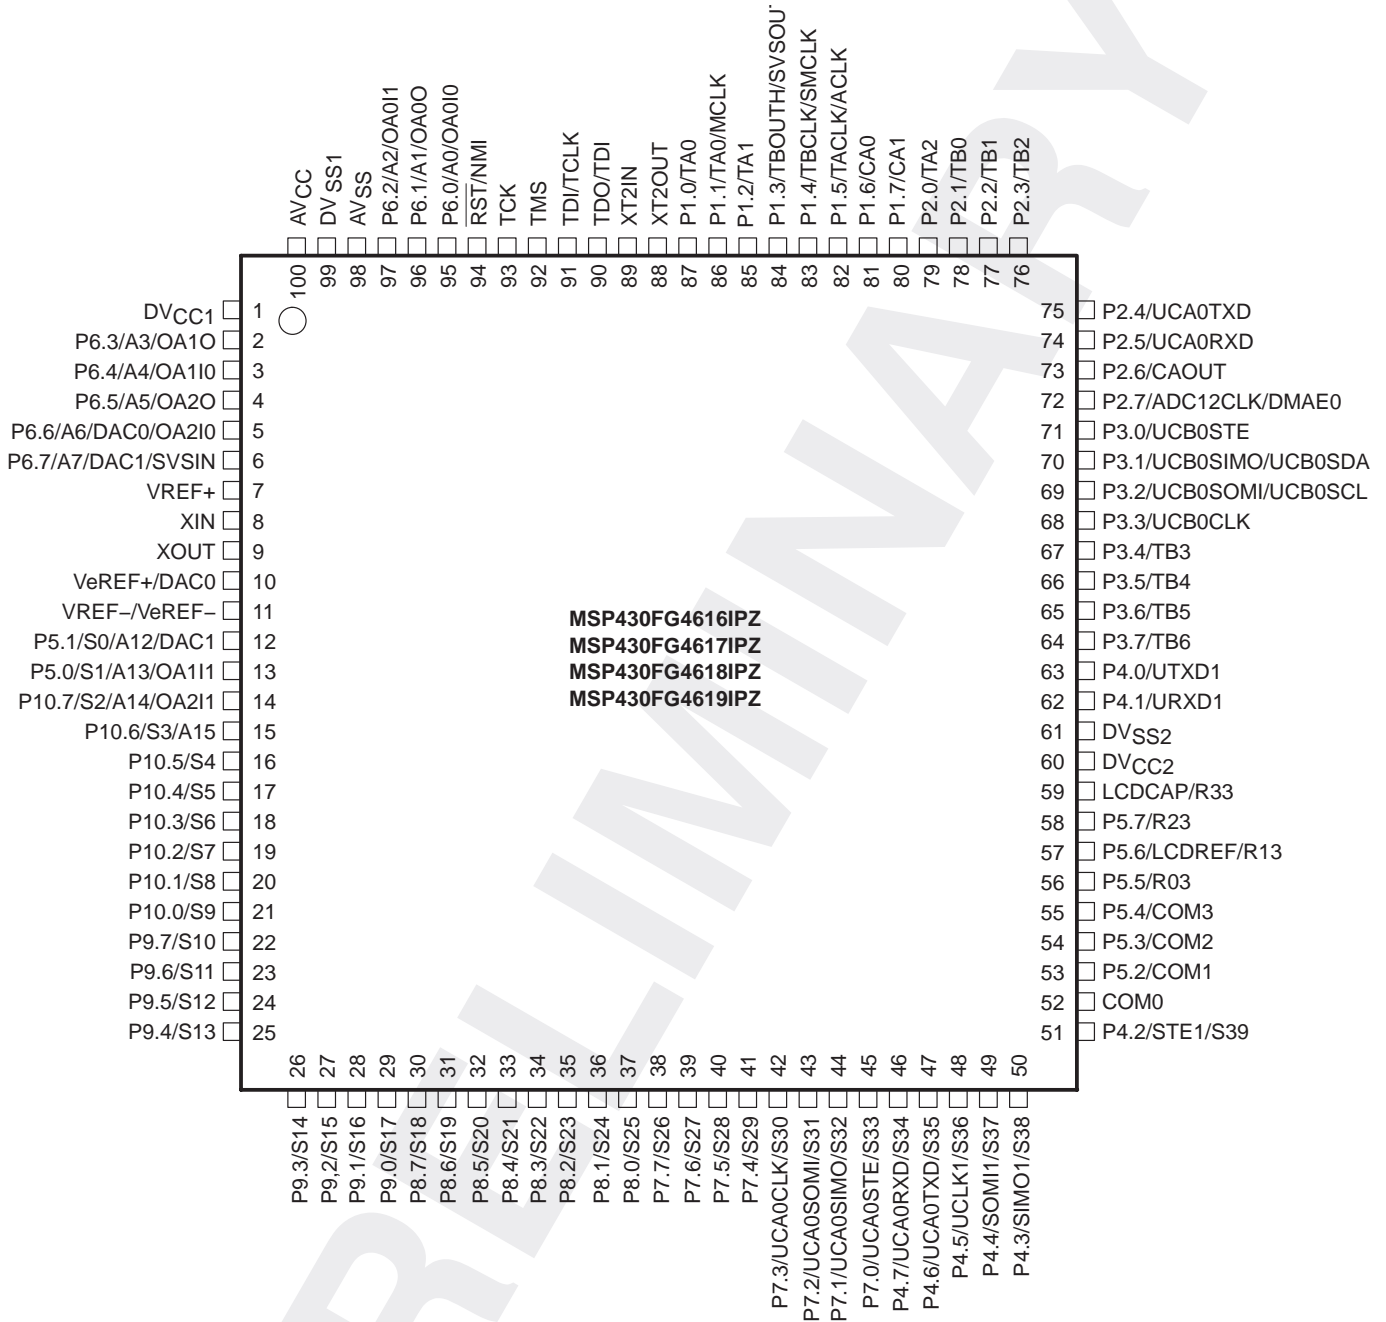 AVCC
DVSS1
AVSS
P6.2/A2/OA0I1
P6.1/A1/OA0O
P6.0/A0/OA0I0
RST/NMI
TCK
TMS
TDI/TCLK
TDO/TDI
XT2IN
XT2OUT
P1.0/TA0
P1.1/TA0/MCLK
P1.2/TA1
P1.3/TBOUTH/SVSOU
P1.4/TBCLK/SMCLK
P1.5/TACLK/ACLK
P1.6/CA0
P1.7/CA1
P2.0/TA2
P2.1/TB0
P2.2/TB1
P2.3/TB2
100
99
98
97
96
95
94
93
92
91
90
89
88
87
86
85
84
83
82
81
80
79
78
77
76
DVCC1 1
P6.3/A3/OA1O 2
P6.4/A4/OA1I0 3
P6.5/A5/OA2O 4
P6.6/A6/DAC0/OA2I0 5
P6.7/A7/DAC1/SVSIN 6
VREF+ 7
XIN 8
XOUT 9
VeREF+/DAC0 10
VREF−/VeREF− 11
P5.1/S0/A12/DAC1 12
P5.0/S1/A13/OA1I1 13
P10.7/S2/A14/OA2I1 14
P10.6/S3/A15 15
P10.5/S4 16
P10.4/S5 17
P10.3/S6 18
P10.2/S7 19
P10.1/S8 20
P10.0/S9 21
P9.7/S10 22
P9.6/S11 23
P9.5/S12 24
P9.4/S13 25
MSP430FG4616IPZ
MSP430FG4617IPZ
MSP430FG4618IPZ
MSP430FG4619IPZ
75 P2.4/UCA0TXD
74 P2.5/UCA0RXD
73 P2.6/CAOUT
72 P2.7/ADC12CLK/DMAE0
71 P3.0/UCB0STE
70 P3.1/UCB0SIMO/UCB0SDA
69 P3.2/UCB0SOMI/UCB0SCL
68 P3.3/UCB0CLK
67 P3.4/TB3
66 P3.5/TB4
65 P3.6/TB5
64 P3.7/TB6
63 P4.0/UTXD1
62 P4.1/URXD1
61 DVSS2
60 DVCC2
59 LCDCAP/R33
58 P5.7/R23
57 P5.6/LCDREF/R13
56 P5.5/R03
55 P5.4/COM3
54 P5.3/COM2
53 P5.2/COM1
52 COM0
51 P4.2/STE1/S39
26
27
28
29
30
31
32
33
34
35
36
37
38
39
40
41
42
43
44
45
46
47
48
49
50
P9.3/S14
P9,2/S15
P9.1/S16
P9.0/S17
P8.7/S18
P8.6/S19
P8.5/S20
P8.4/S21
P8.3/S22
P8.2/S23
P8.1/S24
P8.0/S25
P7.7/S26
P7.6/S27
P7.5/S28
P7.4/S29
P7.3/UCA0CLK/S30
P7.2/UCA0SOMI/S31
P7.1/UCA0SIMO/S32
P7.0/UCA0STE/S33
P4.7/UCA0RXD/S34
P4.6/UCA0TXD/S35
P4.5/UCLK1/S36
P4.4/SOMI1/S37
P4.3/SIMO1/S38
RELIMINARY